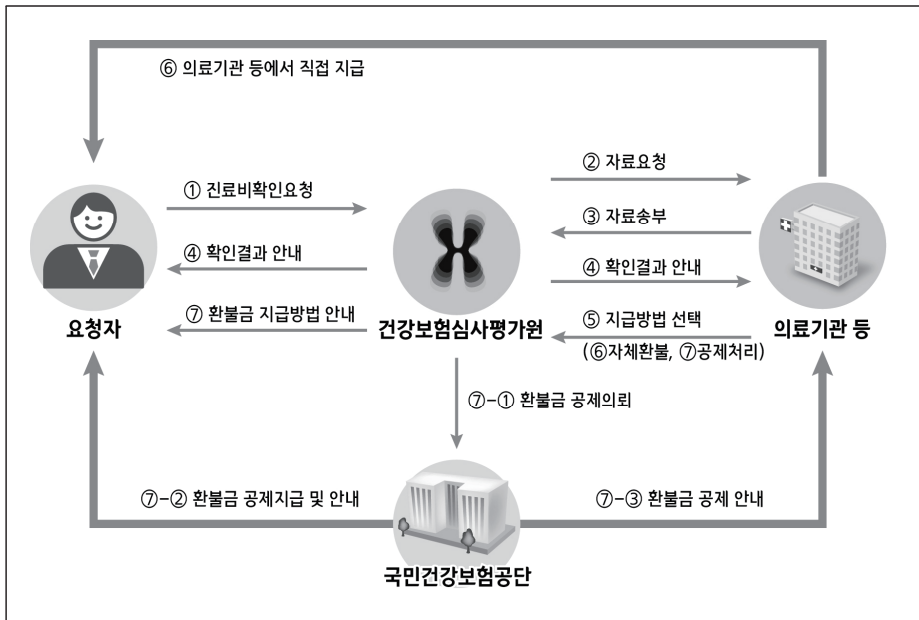 ⑥ 의료기관 등에서 직접 지급
① 진료비확인요청
② 자료요청
③ 자료송부
④ 확인결과 안내
④ 확인결과 안내
⑦ 환불금 지급방법 안내
⑤ 지급방법 선택
(⑥자체환불, ⑦공제처리)
요청자
건강보험심사평가원
의료기관 등
⑦-① 환불금 공제의뢰
⑦-② 환불금 공제지급 및 안내
⑦-③ 환불금 공제 안내
국민건강보험공단